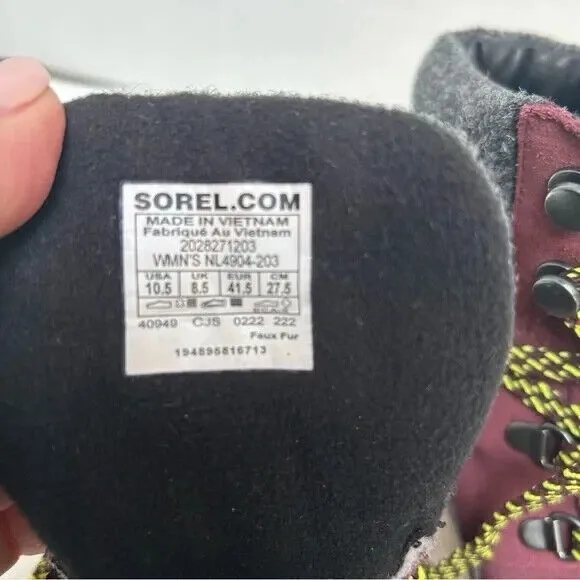 SOREL.COM
MADE IN VIETNAM
Fabriqué Au Vietnam
2028271203
WMN'S NL4904-203
USA UK EUR CM
10.5 8.5 41.5 27.5
40949 CJS 0222 222
Faux Fur
194895816713